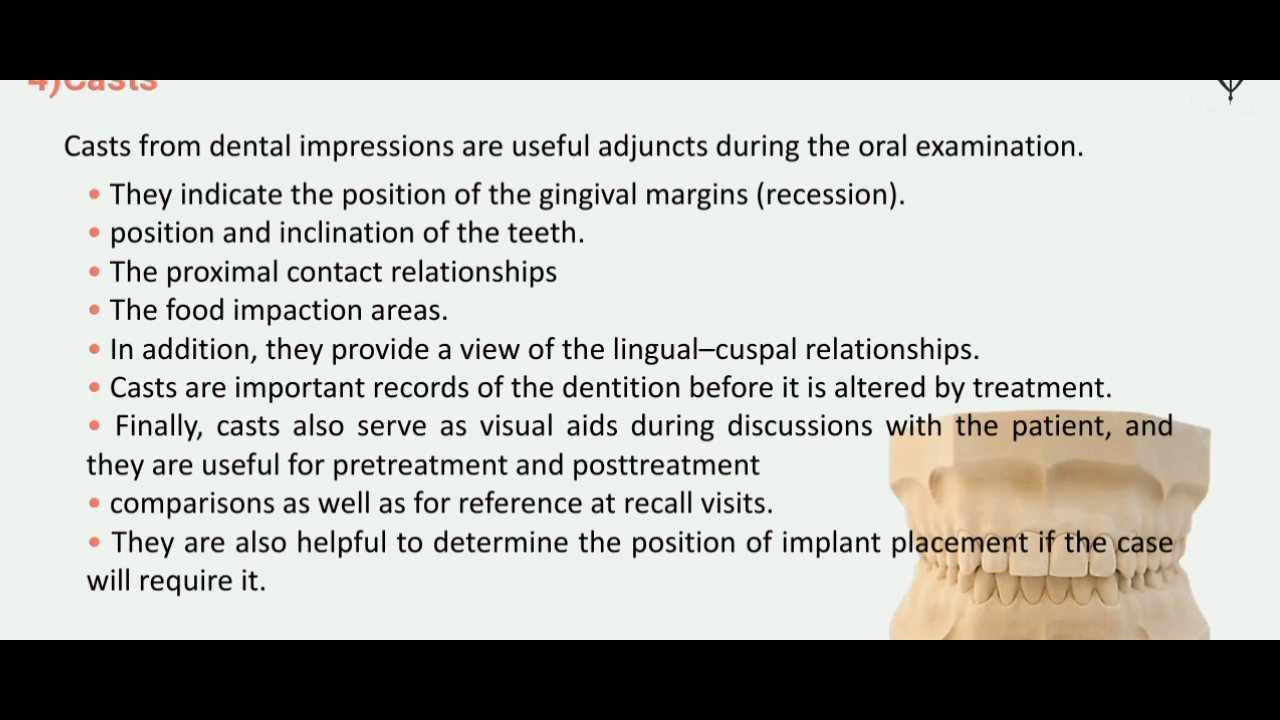 4)Casts
Casts from dental impressions are useful adjuncts during the oral examination.
• They indicate the position of the gingival margins (recession).
• position and inclination of the teeth.
• The proximal contact relationships
• The food impaction areas.
• In addition, they provide a view of the lingual–cuspal relationships.
• Casts are important records of the dentition before it is altered by treatment.
• Finally, casts also serve as visual aids during discussions with the patient, and
they are useful for pretreatment and posttreatment
• comparisons as well as for reference at recall visits.
• They are also helpful to determine the position of implant placement if the case
will require it.